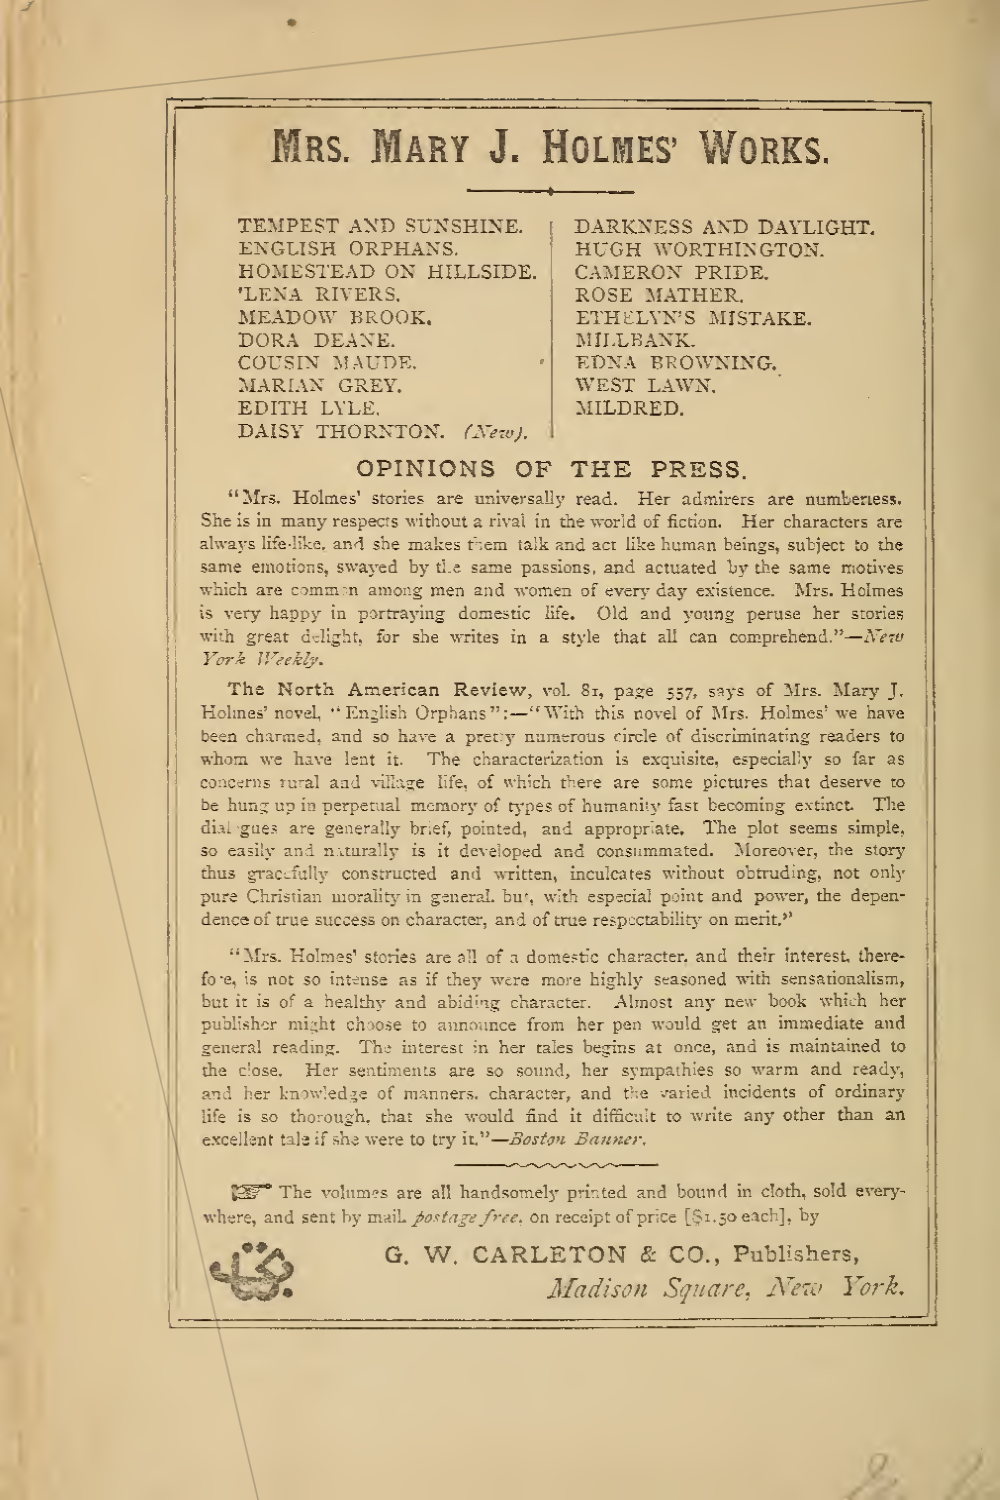 MRS. MARY J. HOLMES' WORKS.
TEMPEST AND SUNSHINE.
ENGLISH ORPHANS.
HOMESTEAD ON HILLSIDE.
'LENA RIVERS.
MEADOW BROOK.
DORA DEANE.
COUSIN MAUDE.
MARIAN GREY.
EDITH LYLE.
DAISY THORNTON. (New).
DARKNESS AND DAYLIGHT.
HUGH WORTHINGTON.
CAMERON PRIDE.
ROSE MATHER.
ETHELYN'S MISTAKE.
MILLBANK.
EDNA BROWNING.
WEST LAWN.
MILDRED.
OPINIONS OF THE PRESS.
"Mrs. Holmes' stories are universally read. Her admirers are numberless.
She is in many respects without a rival in the world of fiction. Her characters are
always life-like, and she makes them talk and act like human beings, subject to the
same emotions, swayed by the same passions, and actuated by the same motives
which are common among men and women of every day existence. Mrs. Holmes
is very happy in portraying domestic life. Old and young peruse her stories
with great delight, for she writes in a style that all can comprehend."—New
York Weekly.
The North American Review, vol. 81, page 557, says of Mrs. Mary J.
Holmes' novel, "English Orphans":—"With this novel of Mrs. Holmes' we have
been charmed, and so have a pretty numerous circle of discriminating readers to
whom we have lent it. The characterization is exquisite, especially so far as
concerns rural and village life, of which there are some pictures that deserve to
be hung up in perpetual memory of types of humanity fast becoming extinct. The
dialogues are generally brief, pointed, and appropriate. The plot seems simple,
so easily and naturally is it developed and consummated. Moreover, the story
thus gracefully constructed and written, inculcates without obtruding, not only
pure Christian morality in general, but, with especial point and power, the depen-
dence of true success on character, and of true respectability on merit."
"Mrs. Holmes' stories are all of a domestic character, and their interest, there-
fore, is not so intense as if they were more highly seasoned with sensationalism,
but it is of a healthy and abiding character. Almost any new book which her
publisher might choose to announce from her pen would get an immediate and
general reading. The interest in her tales begins at once, and is maintained to
the close. Her sentiments are so sound, her sympathies so warm and ready,
and her knowledge of manners, character, and the varied incidents of ordinary
life is so thorough, that she would find it difficult to write any other than an
excellent tale if she were to try it."—Boston Banner.
☞ The volumes are all handsomely printed and bound in cloth, sold every-
where, and sent by mail, postage free, on receipt of price [$1.50 each], by
G. W. CARLETON & CO., Publishers,
Madison Square, New York.